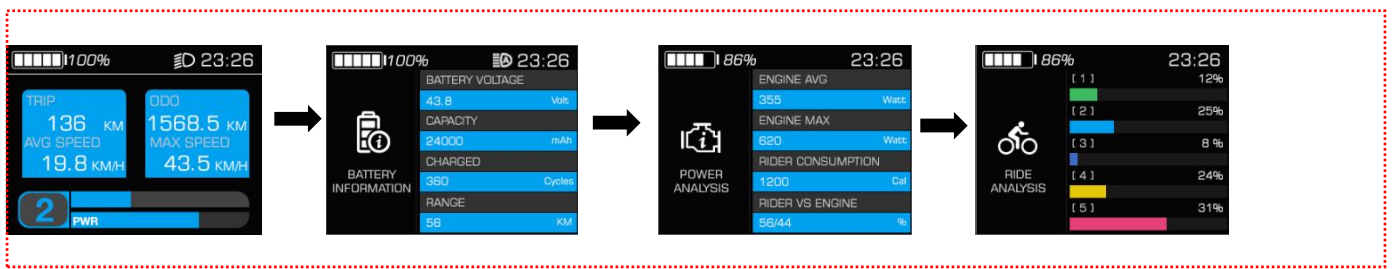 100% 23:26
TRIP ODO
136 KM 1568.5 KM
AVG SPEED MAX SPEED
19.8 KM/H 43.5 KM/H
2
PWR
100% A 23:26
BATTERY INFORMATION
BATTERY VOLTAGE
43.8 Volt
CAPACITY
24000 mAh
CHARGED
360 Cycles
RANGE
56 KM
86% 23:26
POWER ANALYSIS
ENGINE AVG
355 Watt
ENGINE MAX
620 Watt
RIDER CONSUMPTION
1200 Cal
RIDER VS ENGINE
56/44 %
86% 23:26
RIDE ANALYSIS
[ 1 ] 12%
[ 2 ] 25%
[ 3 ] 8 %
[ 4 ] 24%
[ 5 ] 31%